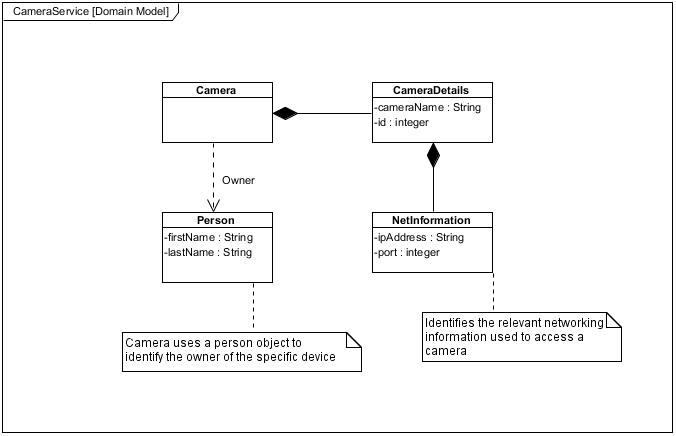 CameraService [Domain Model]
Camera
CameraDetails
-cameraName : String
-id : integer
Owner
Person
-firstName : String
-lastName : String
NetInformation
-ipAddress : String
-port : integer
Camera uses a person object to
identify the owner of the specific device
Identifies the relevant networking
information used to access a
camera